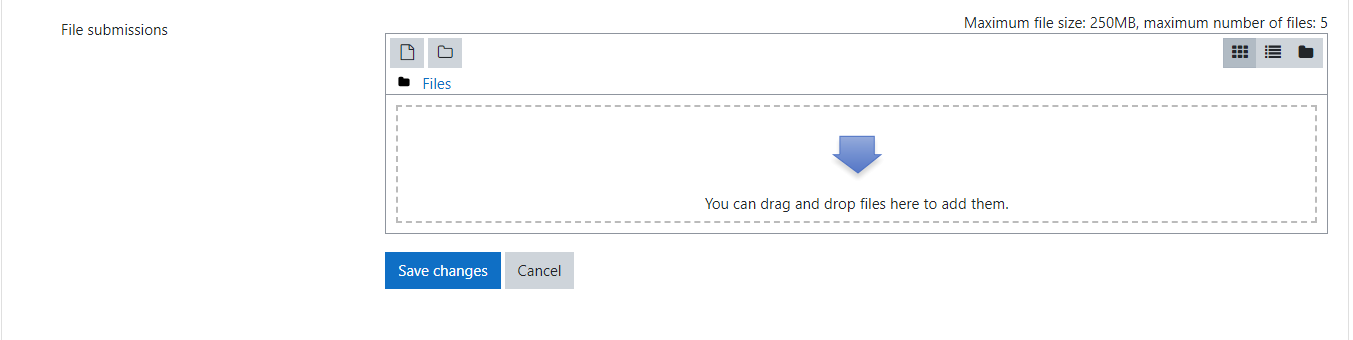 File submissions
Maximum file size: 250MB, maximum number of files: 5
Files
You can drag and drop files here to add them.
Save changes
Cancel